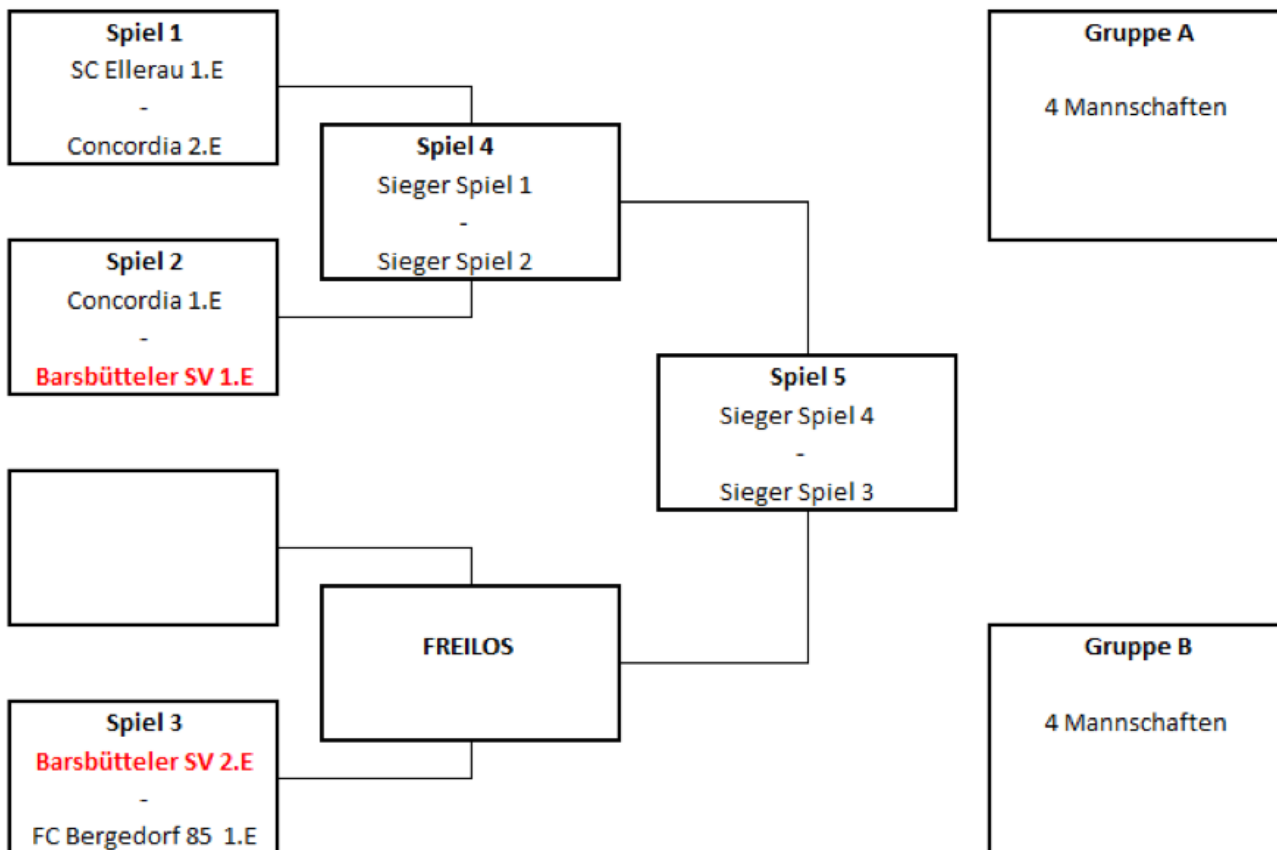 Spiel 1
SC Ellerau 1.E
-
Concordia 2.E
Spiel 2
Concordia 1.E
-
Barsbütteler SV 1.E
Spiel 3
Barsbütteler SV 2.E
-
FC Bergedorf 85 1.E
Spiel 4
Sieger Spiel 1
-
Sieger Spiel 2
FREILOS
Spiel 5
Sieger Spiel 4
-
Sieger Spiel 3
Gruppe A
4 Mannschaften
Gruppe B
4 Mannschaften